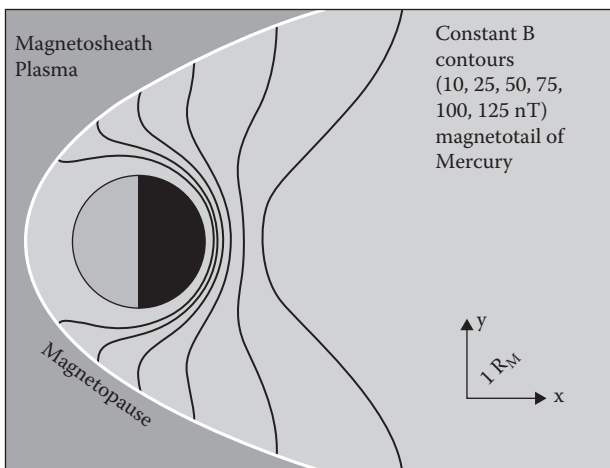 Magnetosheath
Plasma
Constant B
contours
(10, 25, 50, 75,
100, 125 nT)
magnetotail of
Mercury
Magnetopause
y
1 R_M
x